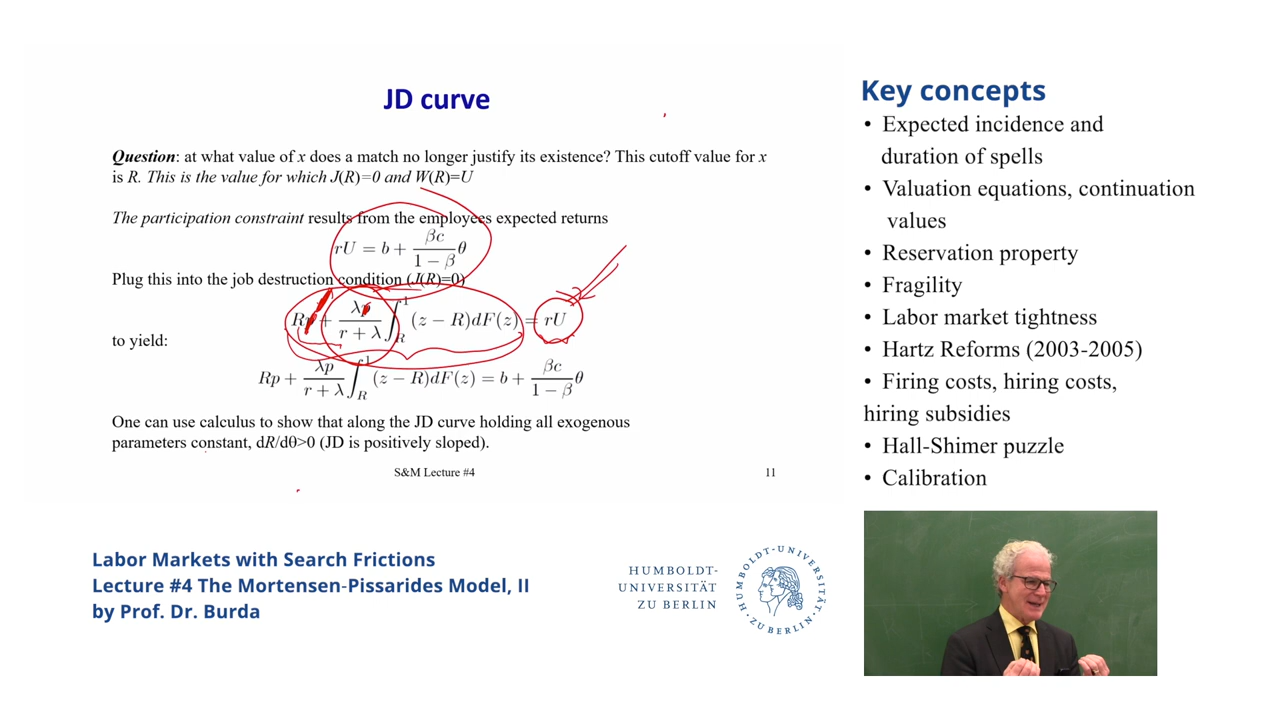 JD curve
Question: at what value of x does a match no longer justify its existence? This cutoff value for x
is R. This is the value for which J(R)=0 and W(R)=U
The participation constraint results from the employees expected returns
rU = b + βc/(1 − β) θ
Plug this into the job destruction condition (J(R)=0)
Rp + λp/(r + λ) ∫_R^1 (z − R)dF(z) = rU
to yield:
Rp + λp/(r + λ) ∫_R^1 (z − R)dF(z) = b + βc/(1 − β) θ
One can use calculus to show that along the JD curve holding all exogenous
parameters constant, dR/dθ>0 (JD is positively sloped).
S&M Lecture #4 11
Key concepts
• Expected incidence and
duration of spells
• Valuation equations, continuation
values
• Reservation property
• Fragility
• Labor market tightness
• Hartz Reforms (2003-2005)
• Firing costs, hiring costs,
hiring subsidies
• Hall-Shimer puzzle
• Calibration
Labor Markets with Search Frictions
Lecture #4 The Mortensen-Pissarides Model, II
by Prof. Dr. Burda
HUMBOLDT-
UNIVERSITÄT
ZU BERLIN
HUMBOLDT-UNIVERSITÄT ZU BERLIN